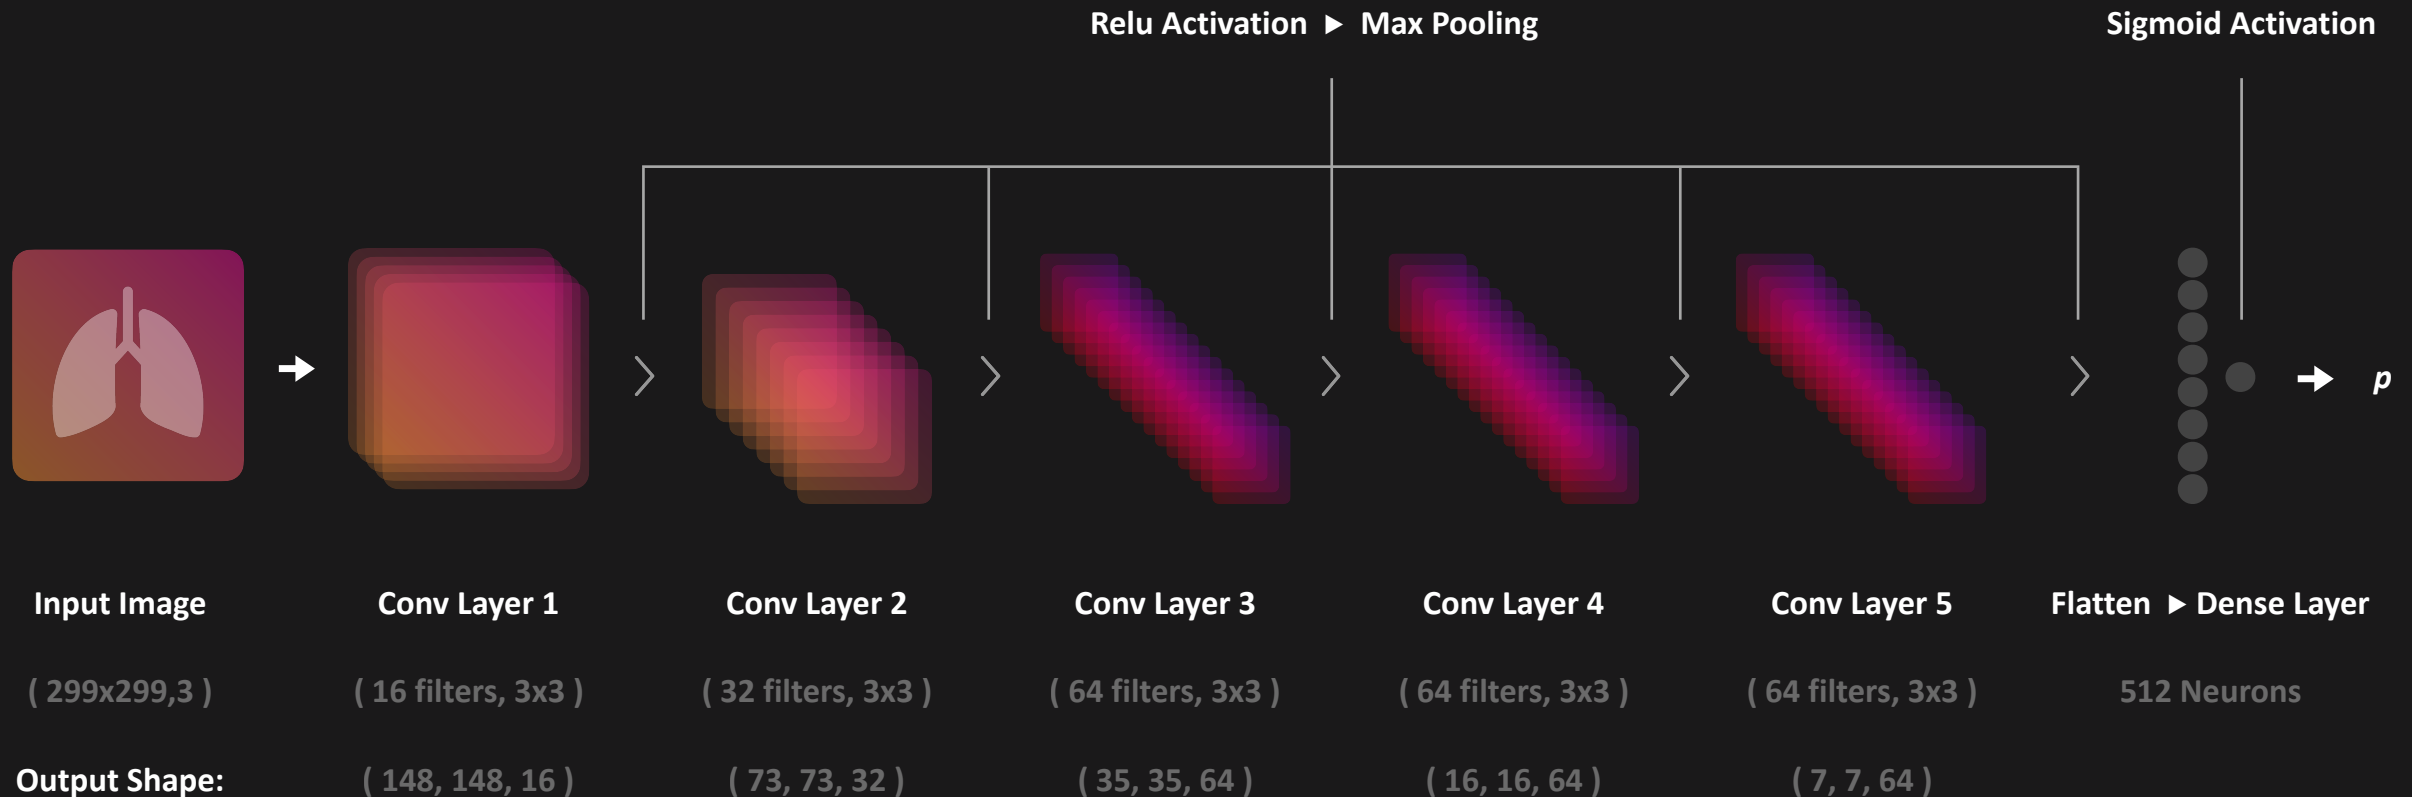 Relu Activation ▶ Max Pooling
Sigmoid Activation
p
Input Image
Conv Layer 1
Conv Layer 2
Conv Layer 3
Conv Layer 4
Conv Layer 5
Flatten ▶ Dense Layer
( 299x299,3 )
( 16 filters, 3x3 )
( 32 filters, 3x3 )
( 64 filters, 3x3 )
( 64 filters, 3x3 )
( 64 filters, 3x3 )
512 Neurons
Output Shape:
( 148, 148, 16 )
( 73, 73, 32 )
( 35, 35, 64 )
( 16, 16, 64 )
( 7, 7, 64 )